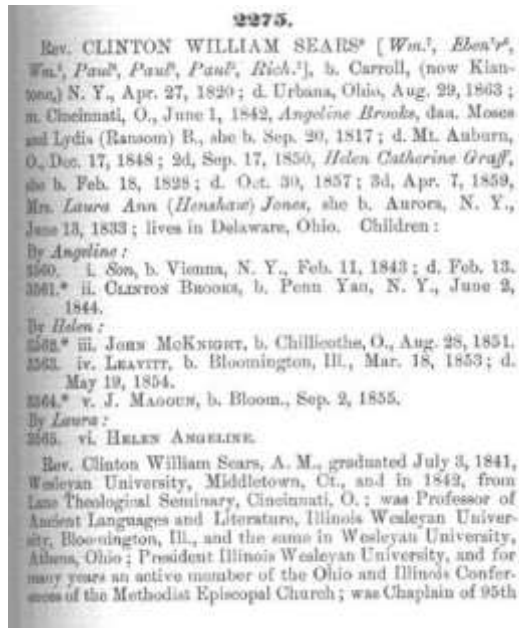 2275.
Rev. CLINTON WILLIAM SEARS⁸ [Wm.⁷, Eben'r⁶,
Wm.⁵, Paul⁴, Paul³, Paul², Rich.¹], b. Carroll, (now Kian-
tone,) N. Y., Apr. 27, 1820; d. Urbana, Ohio, Aug. 29, 1863;
m. Cincinnati, O., June 1, 1842, Angeline Brooks, dau. Moses
and Lydia (Ransom) B., she b. Sep. 20, 1817; d. Mt. Auburn,
O., Dec. 17, 1848; 2d, Sep. 17, 1850, Helen Catharine Graff,
she b. Feb. 18, 1828; d. Oct. 30, 1857; 3d, Apr. 7, 1859,
Mrs. Laura Ann (Henshaw) Jones, she b. Aurora, N. Y.,
June 13, 1833; lives in Delaware, Ohio. Children:
By Angeline:
3560. i. Son, b. Vienna, N. Y., Feb. 11, 1843; d. Feb. 13.
3561.* ii. CLINTON BROOKS, b. Penn Yan, N. Y., June 2,
1844.
By Helen:
3562.* iii. JOHN MCKNIGHT, b. Chillicothe, O., Aug. 28, 1851.
3563. iv. LEAVITT, b. Bloomington, Ill., Mar. 18, 1853; d.
May 19, 1854.
3564.* v. J. MAGOUN, b. Bloom., Sep. 2, 1855.
By Laura:
3565. vi. HELEN ANGELINE.
Rev. Clinton William Sears, A. M., graduated July 3, 1841,
Wesleyan University, Middletown, Ct., and in 1842, from
Lane Theological Seminary, Cincinnati, O.; was Professor of
Ancient Languages and Literature, Illinois Wesleyan Univer-
sity, Bloomington, Ill., and the same in Wesleyan University,
Athens, Ohio; President Illinois Wesleyan University, and for
many years an active member of the Ohio and Illinois Confer-
ences of the Methodist Episcopal Church; was Chaplain of 95th